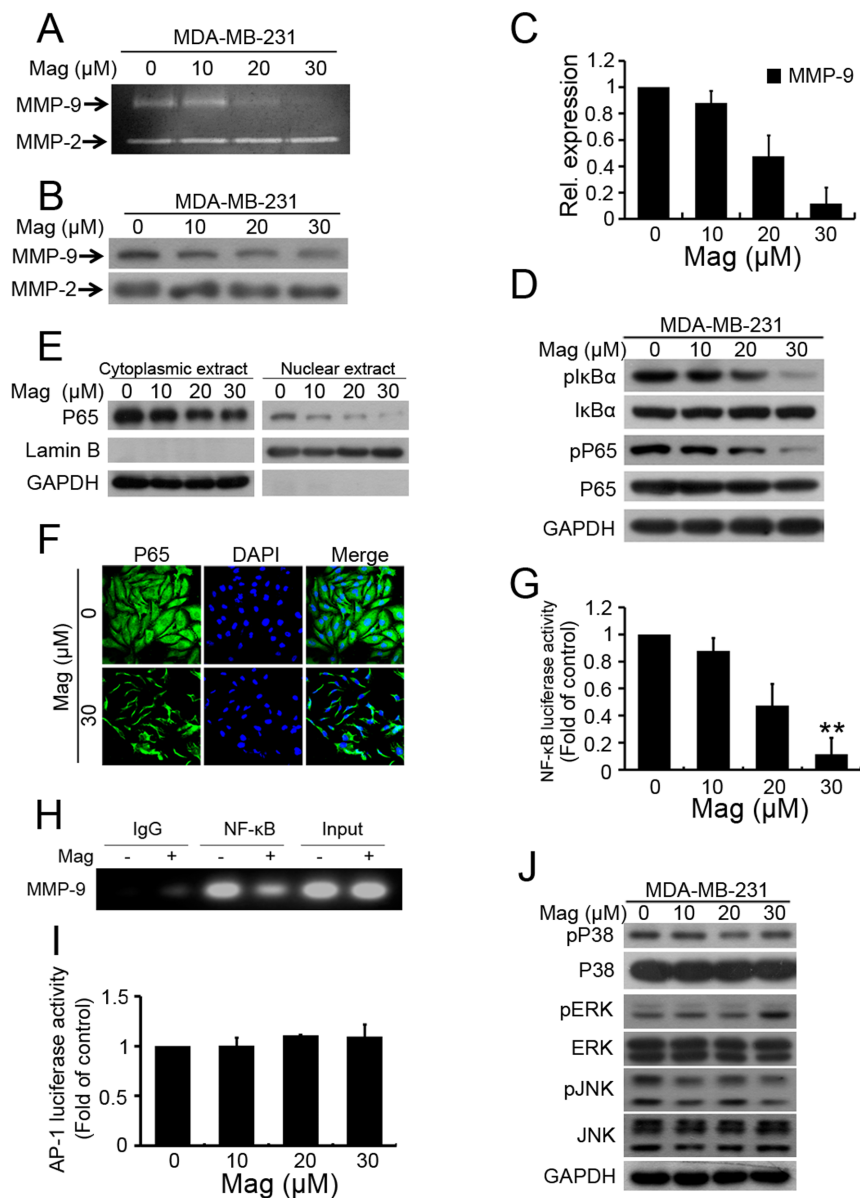 A
MDA-MB-231
Mag (µM)
0 10 20 30
MMP-9
MMP-2
B
MDA-MB-231
Mag (µM)
0 10 20 30
MMP-9
MMP-2
C
Rel. expression
1.2
1
0.8
0.6
0.4
0.2
0
MMP-9
0 10 20 30
Mag (µM)
D
MDA-MB-231
Mag (µM)
0 10 20 30
pIκBα
IκBα
pP65
P65
GAPDH
E
Cytoplasmic extract Nuclear extract
Mag (µM) 0 10 20 30 0 10 20 30
P65
Lamin B
GAPDH
F
P65 DAPI Merge
Mag (µM)
0
30
G
NF-κB luciferase activity
(Fold of control)
1.2
1
0.8
0.6
0.4
0.2
0
**
0 10 20 30
Mag (µM)
H
IgG NF-κB Input
Mag - + - + - +
MMP-9
I
AP-1 luciferase activity
(Fold of control)
1.5
1
0.5
0
0 10 20 30
Mag (µM)
J
MDA-MB-231
Mag (µM) 0 10 20 30
pP38
P38
pERK
ERK
pJNK
JNK
GAPDH